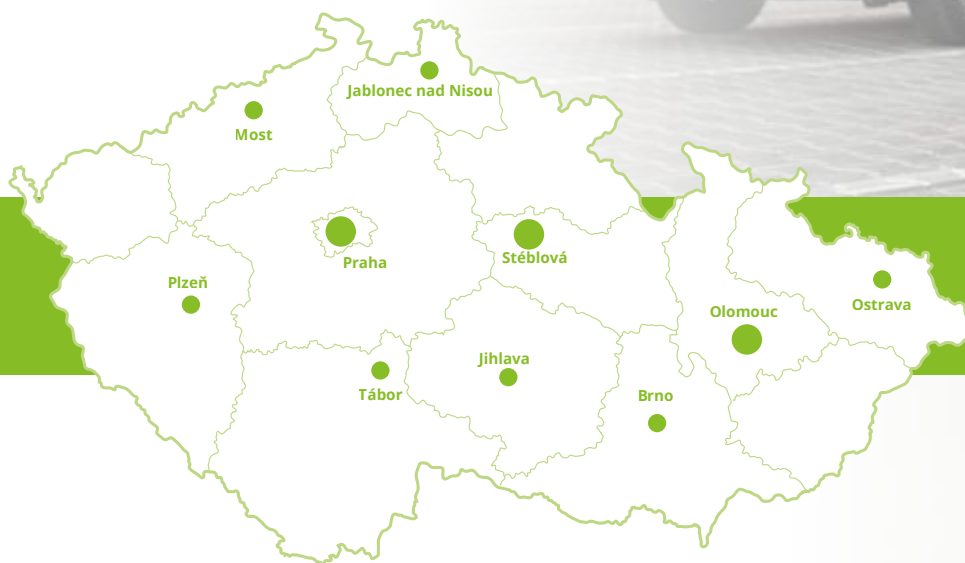 Jablonec nad Nisou
Most
Praha
Stéblová
Plzeň
Ostrava
Olomouc
Jihlava
Tábor
Brno